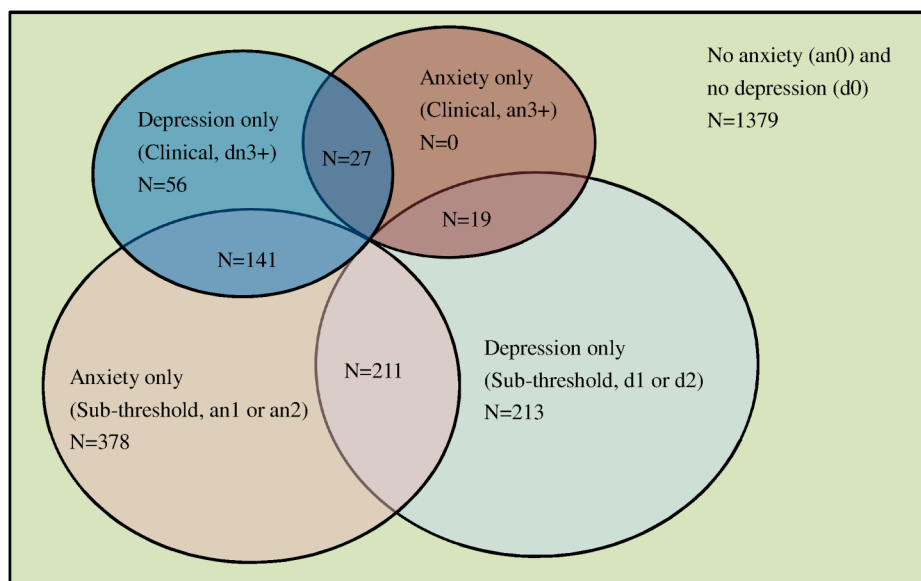 No anxiety (an0) and
no depression (d0)
N=1379
Anxiety only
(Clinical, an3+)
N=0
Depression only
(Clinical, dn3+)
N=56
N=27
N=19
N=141
N=211
Depression only
(Sub-threshold, d1 or d2)
N=213
Anxiety only
(Sub-threshold, an1 or an2)
N=378